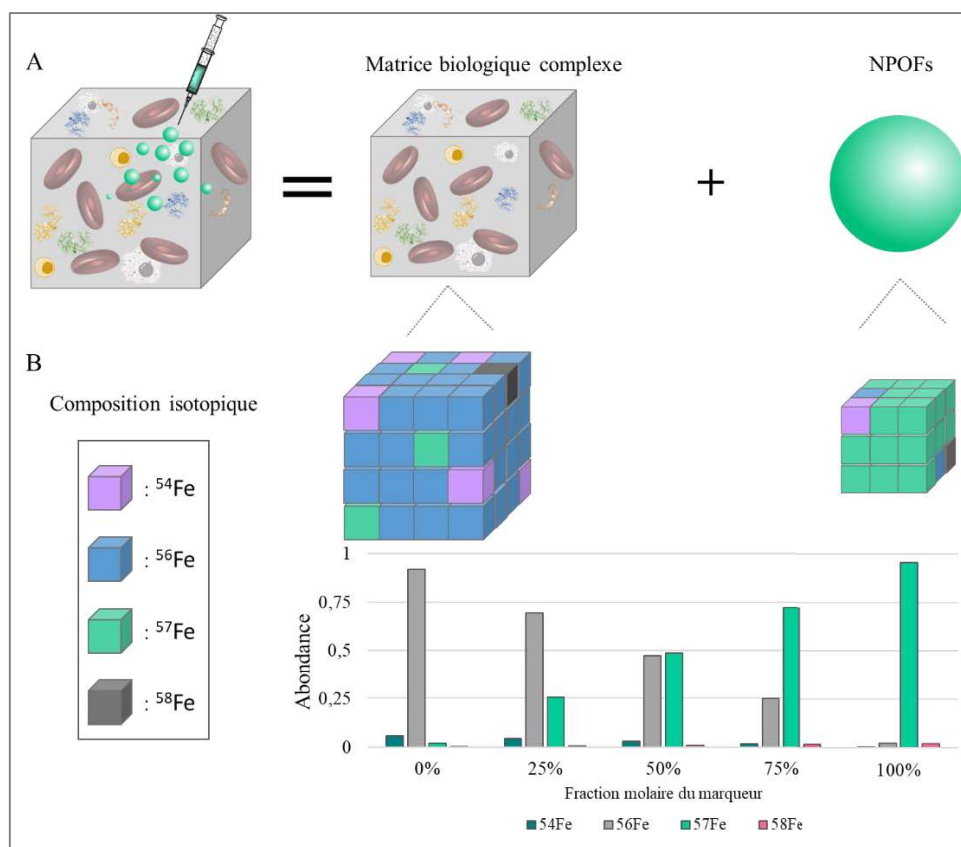 A
Matrice biologique complexe
NPOFs
=
+
B
Composition isotopique
: ⁵⁴Fe
: ⁵⁶Fe
: ⁵⁷Fe
: ⁵⁸Fe
Abondance
1
0,75
0,5
0,25
0
0% 25% 50% 75% 100%
Fraction molaire du marqueur
54Fe 56Fe 57Fe 58Fe